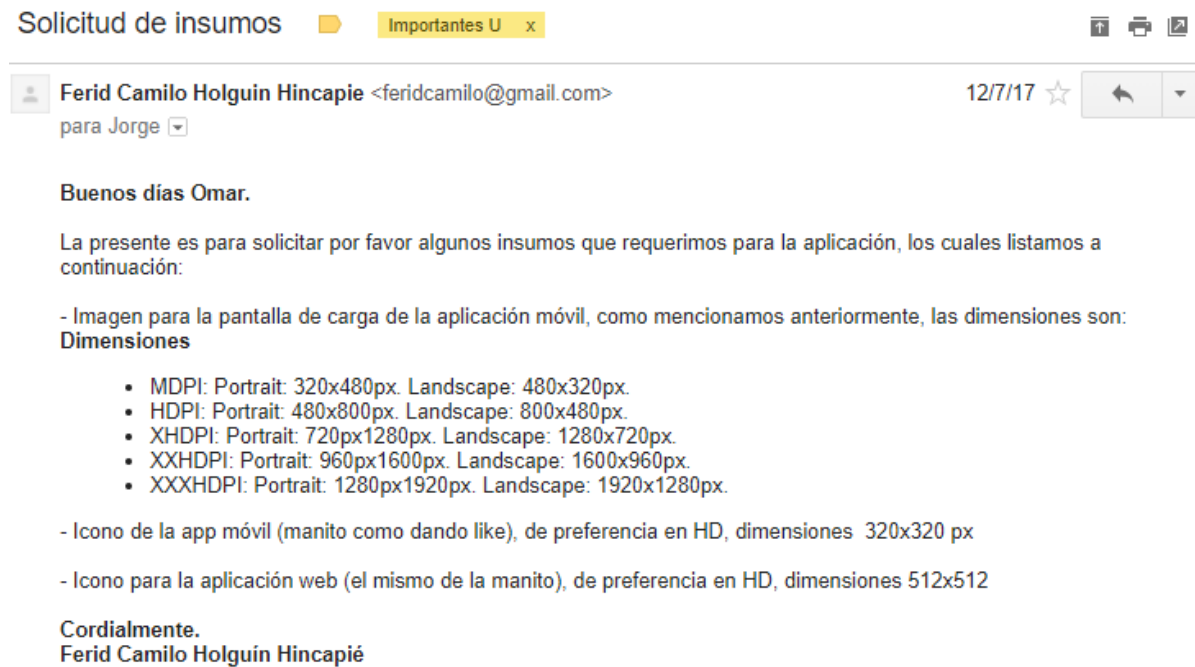 Solicitud de insumos Importantes U x
Ferid Camilo Holguin Hincapie <feridcamilo@gmail.com> 12/7/17
para Jorge
Buenos días Omar.
La presente es para solicitar por favor algunos insumos que requerimos para la aplicación, los cuales listamos a
continuación:
- Imagen para la pantalla de carga de la aplicación móvil, como mencionamos anteriormente, las dimensiones son:
Dimensiones
• MDPI: Portrait: 320x480px. Landscape: 480x320px.
• HDPI: Portrait: 480x800px. Landscape: 800x480px.
• XHDPI: Portrait: 720px1280px. Landscape: 1280x720px.
• XXHDPI: Portrait: 960px1600px. Landscape: 1600x960px.
• XXXHDPI: Portrait: 1280px1920px. Landscape: 1920x1280px.
- Icono de la app móvil (manito como dando like), de preferencia en HD, dimensiones 320x320 px
- Icono para la aplicación web (el mismo de la manito), de preferencia en HD, dimensiones 512x512
Cordialmente.
Ferid Camilo Holguín Hincapié